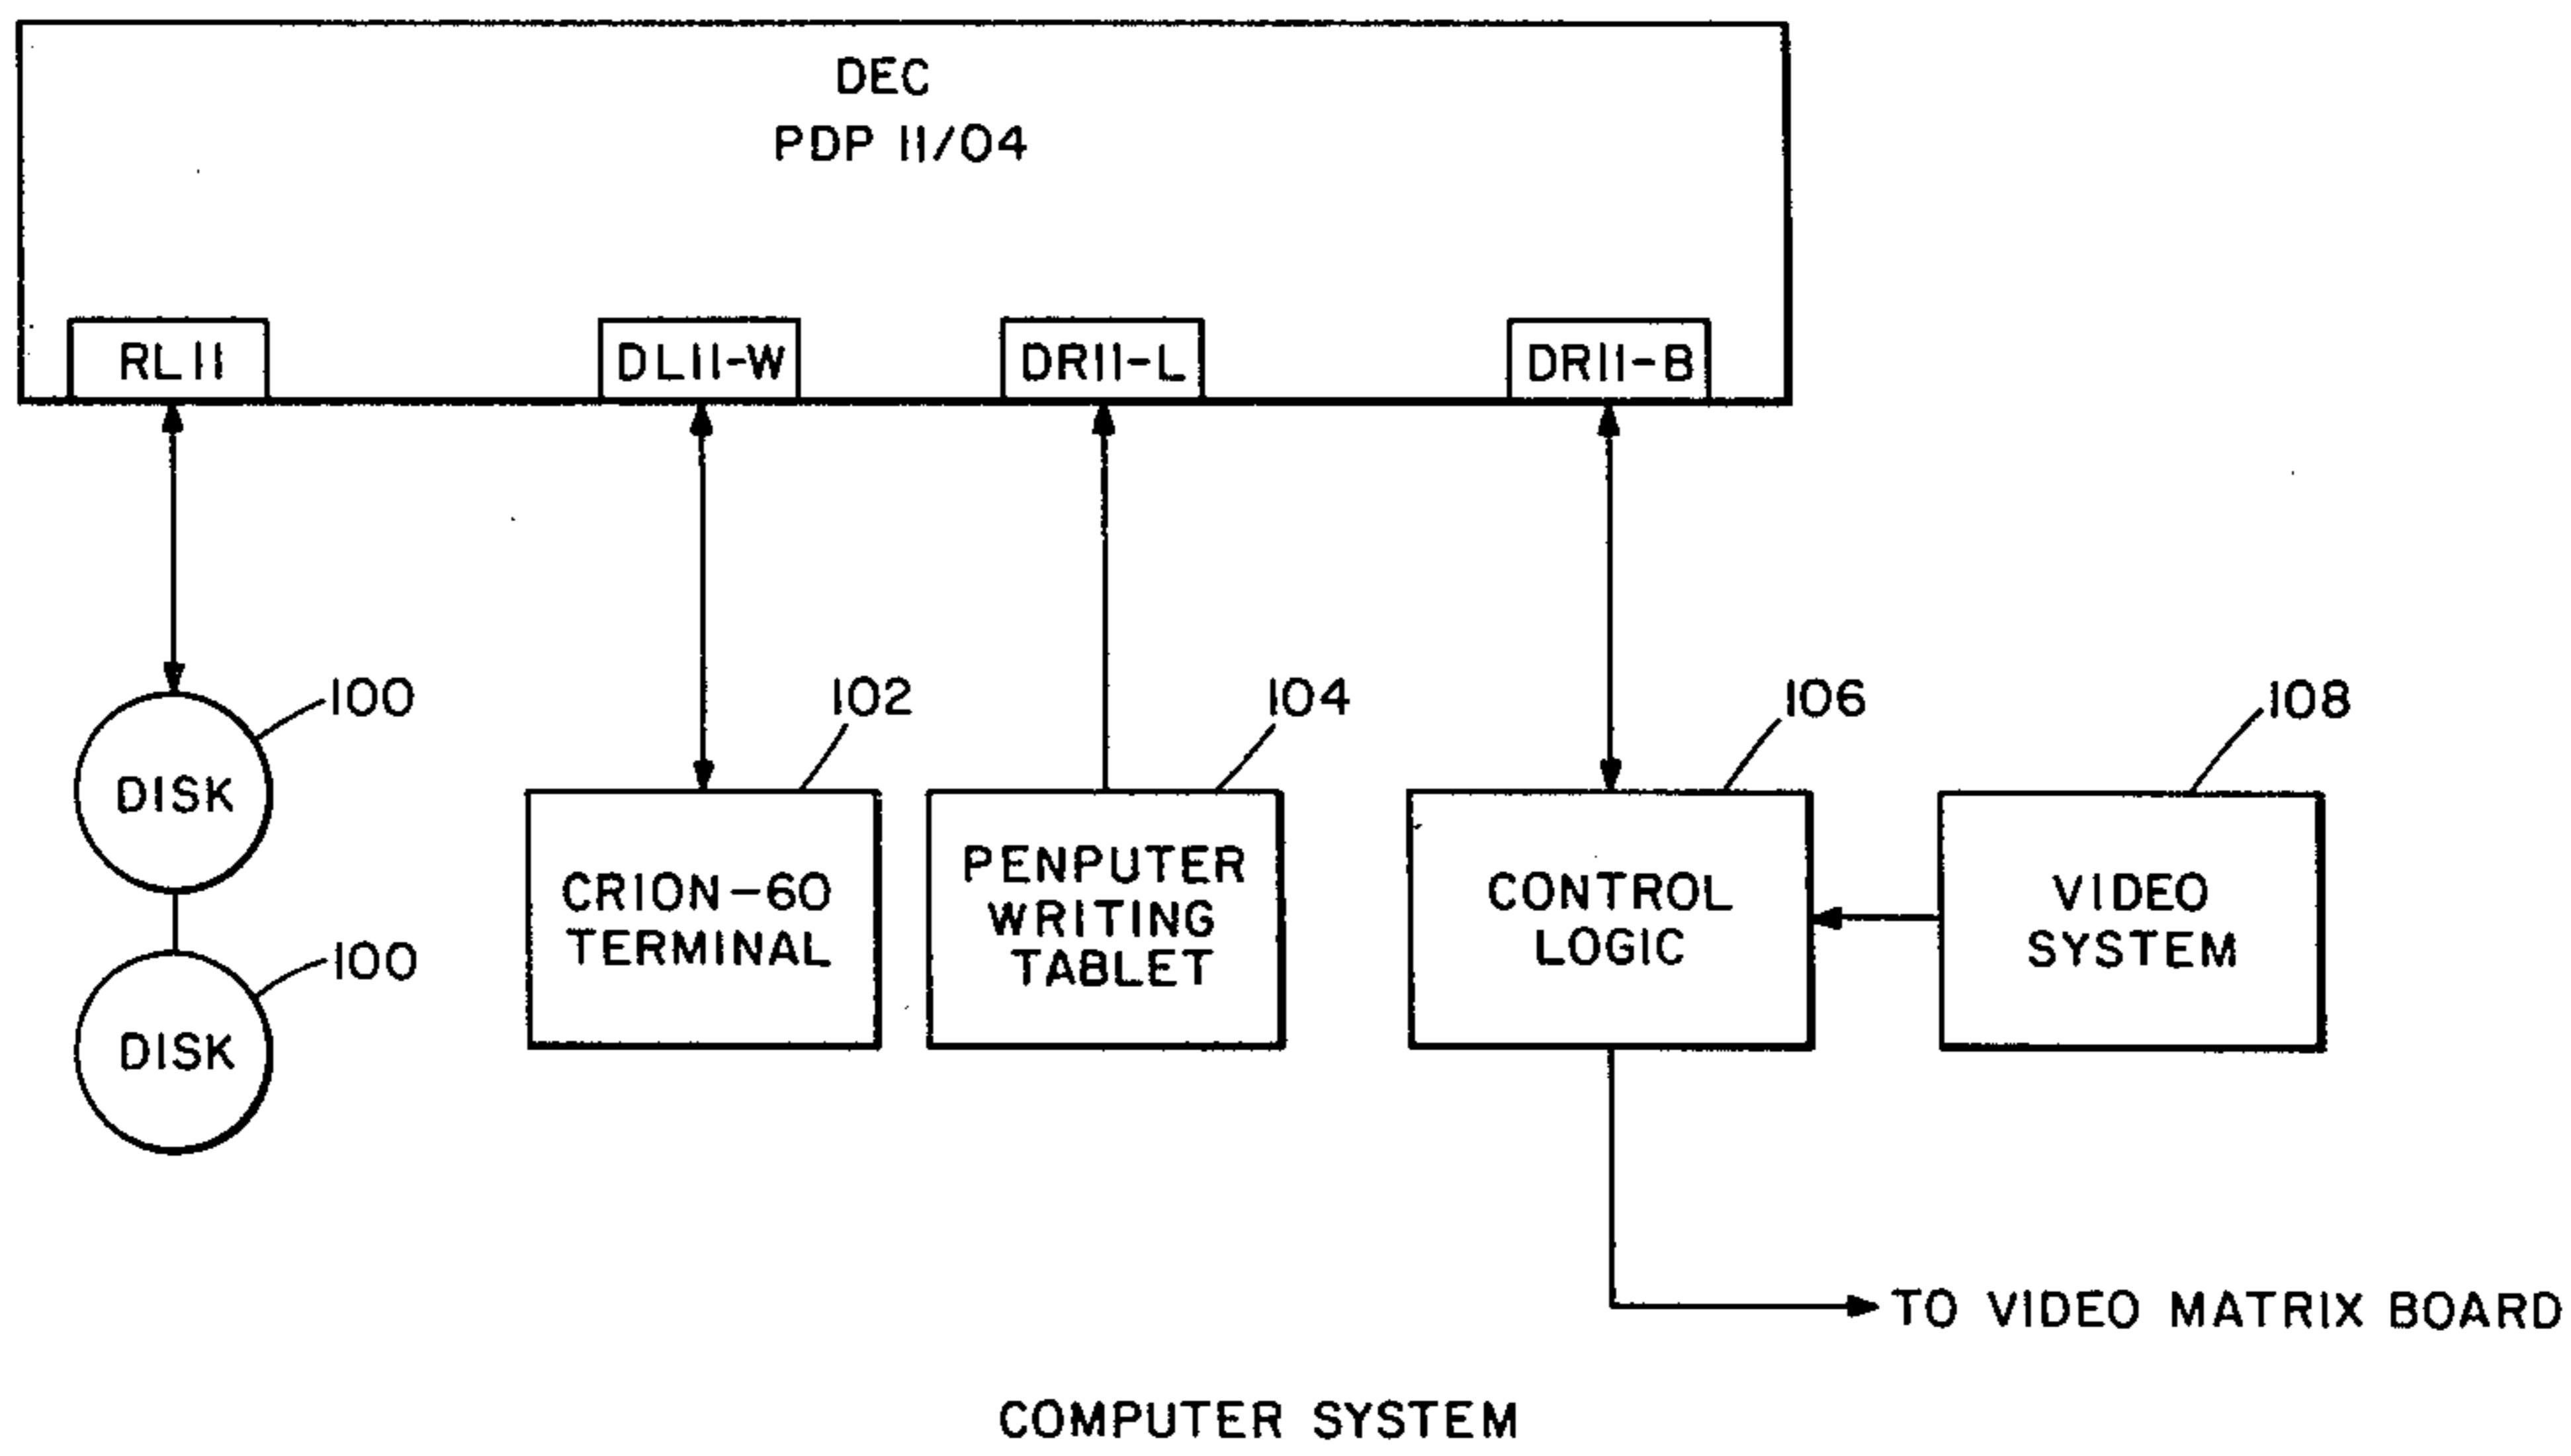 DEC
PDP 11/04
RL11
DL11-W
DR11-L
DR11-B
100
102
104
106
108
DISK
CRION-60
TERMINAL
PENPUTER
WRITING
TABLET
CONTROL
LOGIC
VIDEO
SYSTEM
100
DISK
TO VIDEO MATRIX BOARD
COMPUTER SYSTEM